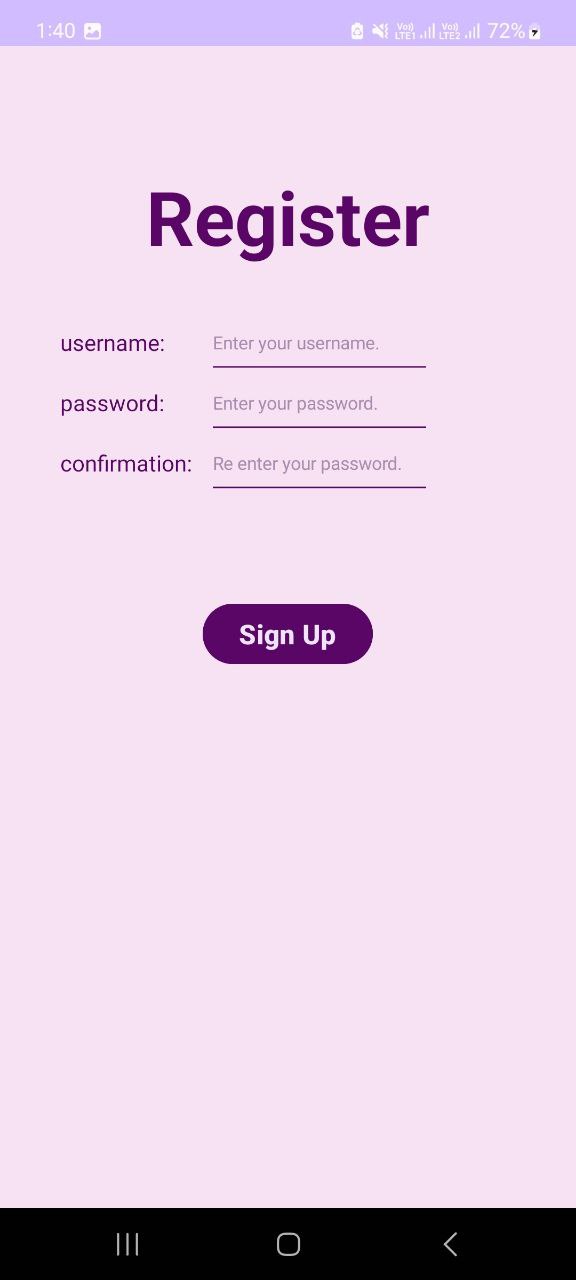 1:40 Vo)) LTE1 Vo)) LTE2 72%
Register
username: Enter your username.
password: Enter your password.
confirmation: Re enter your password.
Sign Up